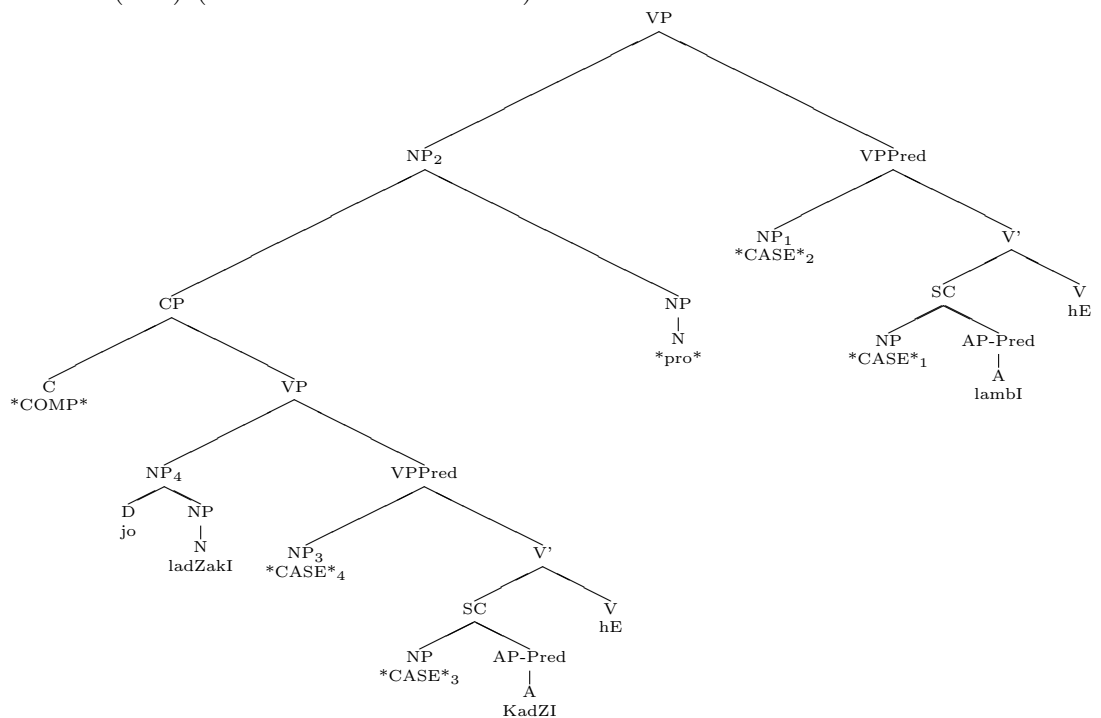 VP
NP2 VPPred
NP1 V'
*CASE*2
SC V
hE
CP NP
NP AP-Pred
N *CASE*1
*pro* A
C VP lambI
*COMP*
NP4 VPPred
D NP
jo N
ladZakI
NP3 V'
*CASE*4
SC V
hE
NP AP-Pred
*CASE*3
A
KadZI